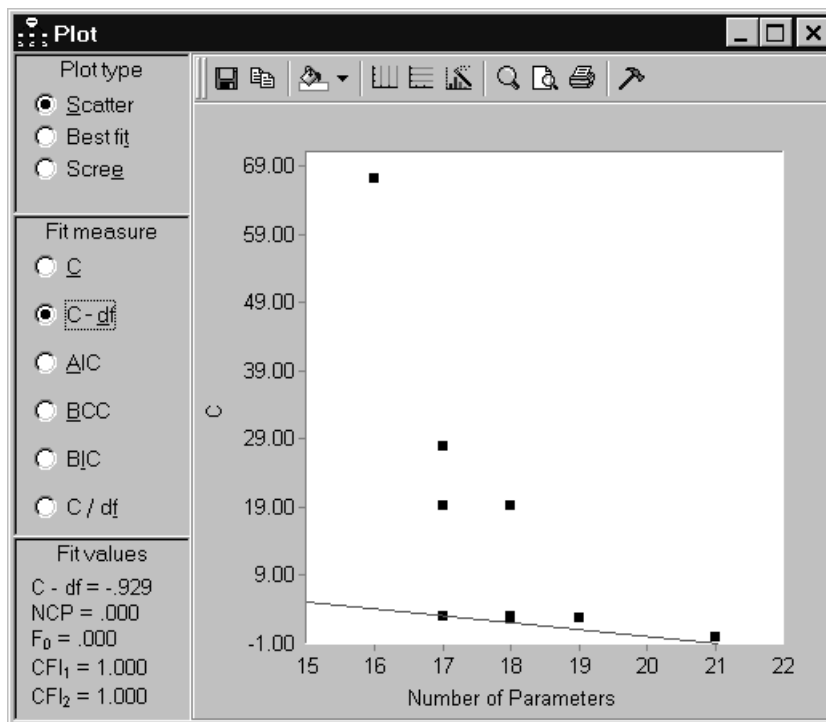 Plot
Plot type
Scatter
Best fit
Scree
Fit measure
C
C - df
AIC
BCC
BIC
C / df
Fit values
C - df = -.929
NCP = .000
F₀ = .000
CFI₁ = 1.000
CFI₂ = 1.000
69.00
59.00
49.00
39.00
29.00
19.00
9.00
-1.00
C
15 16 17 18 19 20 21 22
Number of Parameters